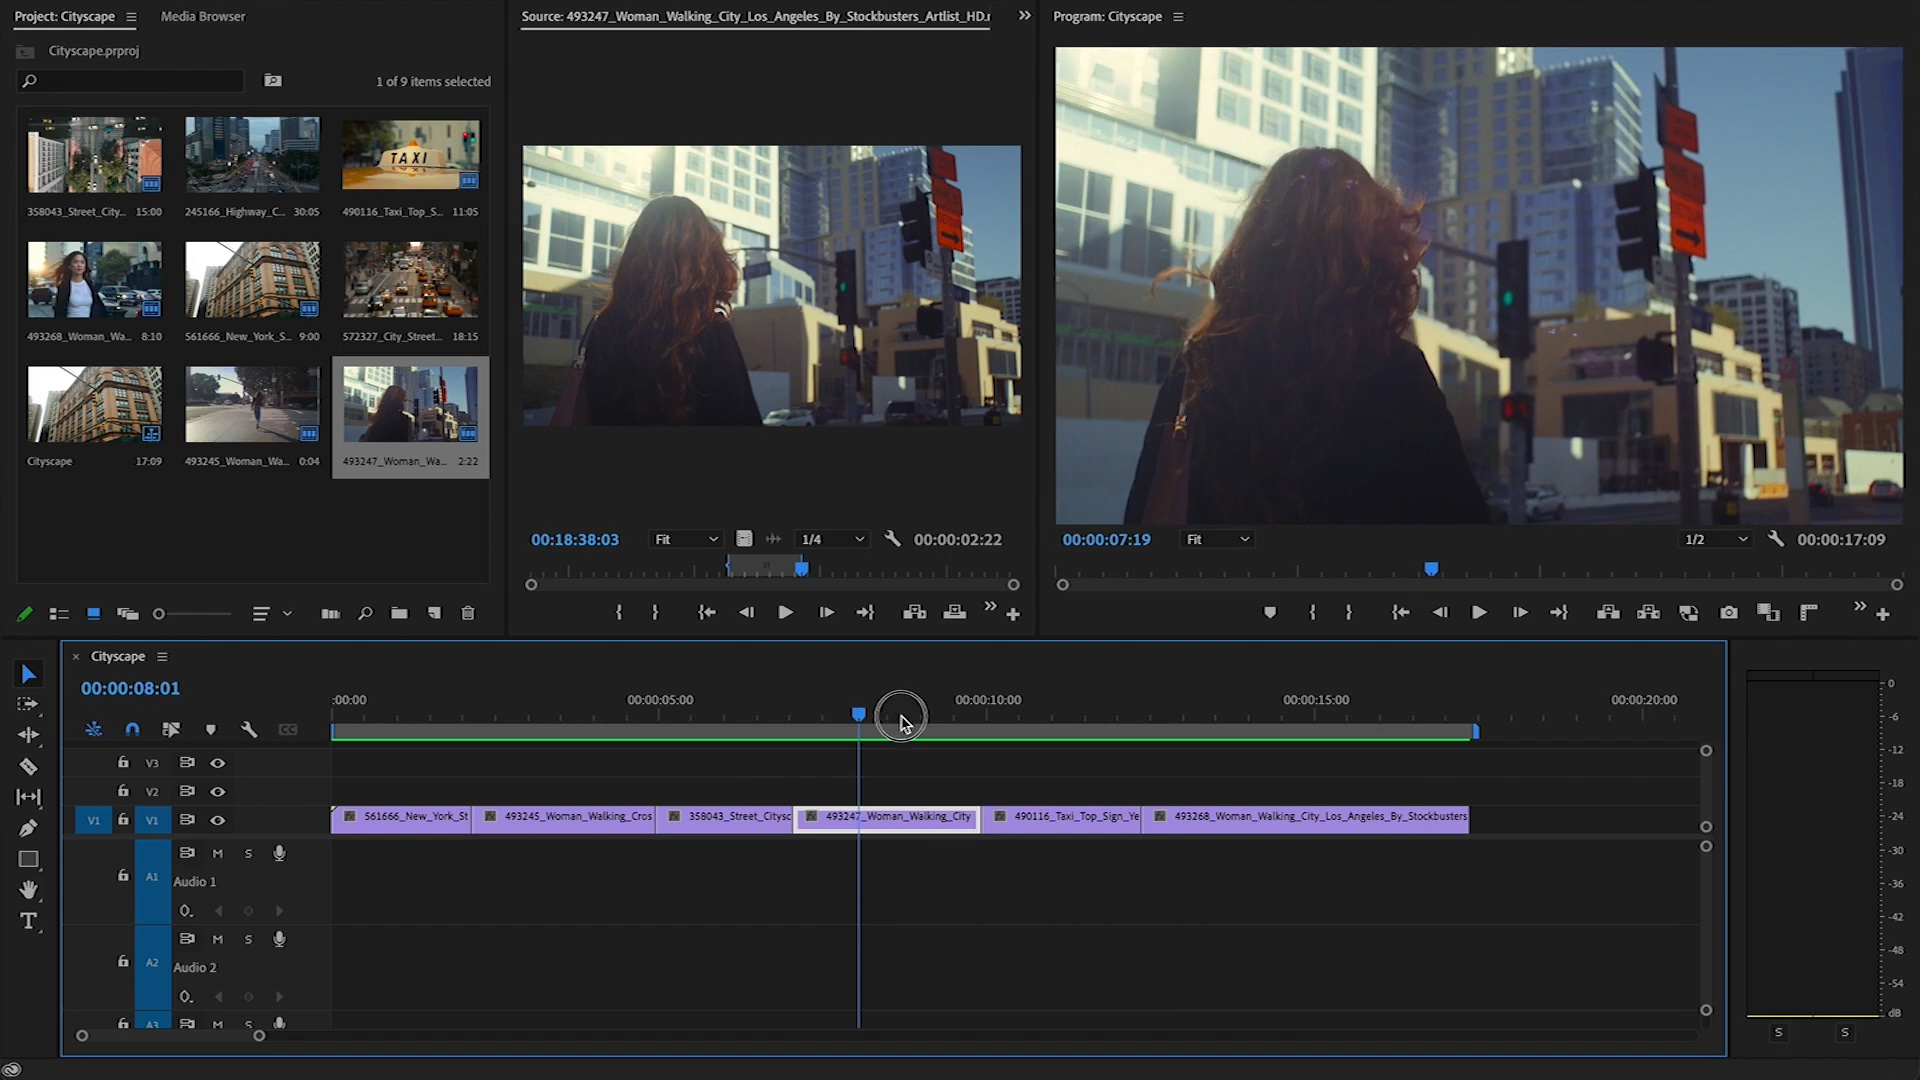 Project: Cityscape
Media Browser
Cityscape.prproj
1 of 9 items selected
TAXI
358043_Street_City... 15:00
245166_Highway_C... 30:05
490116_Taxi_Top_S... 11:05
493268_Woman_Wa... 8:10
561666_New_York_S... 9:00
572327_City_Street... 18:15
Cityscape 17:09
493245_Woman_Wa... 0:04
493247_Woman_Wa... 2:22
Source: 493247_Woman_Walking_City_Los_Angeles_By_Stockbusters_Artlist_HD.r
00:18:38:03
Fit
1/4
00:00:02:22
Program: Cityscape
00:00:07:19
Fit
1/2
00:00:17:09
Cityscape
00:00:08:01
:00:00
00:00:05:00
00:00:10:00
00:00:15:00
00:00:20:00
V3
V2
V1 V1
561666_New_York_St
493245_Woman_Walking_Cros
358043_Street_Citysc
493247_Woman_Walking_City
490116_Taxi_Top_Sign_Ye
493268_Woman_Walking_City_Los_Angeles_By_Stockbusters
A1 M S
Audio 1
A2 M S
Audio 2
A3 M S
T
0
-6
-12
-18
-24
-30
-36
-42
-48
-54
dB
S S